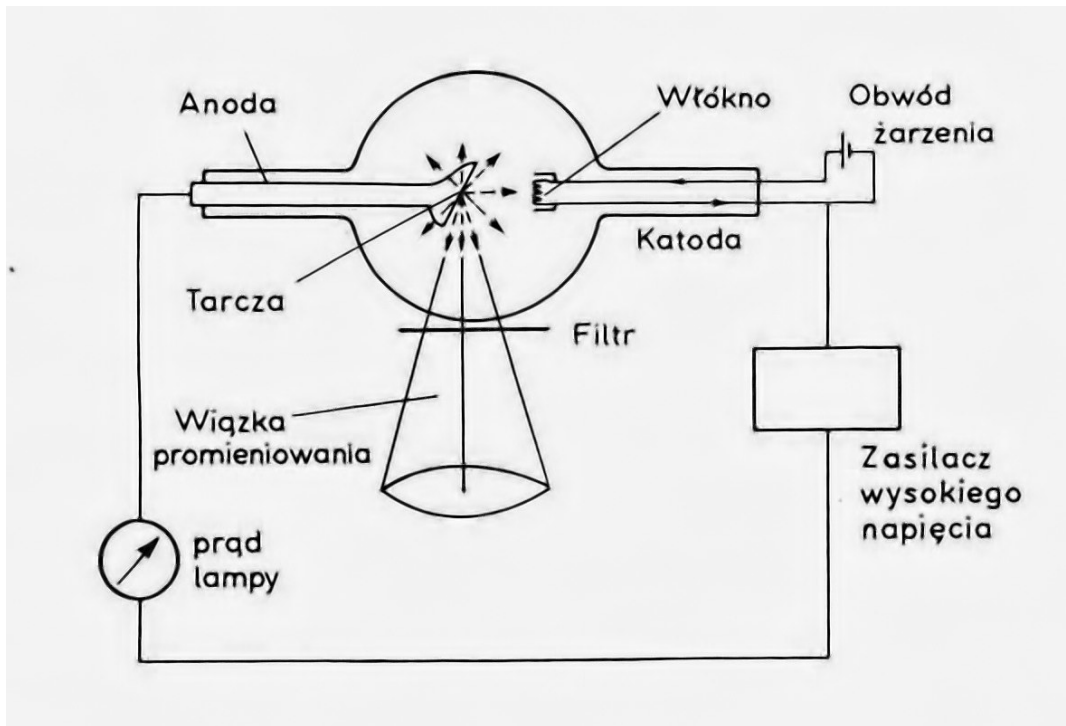 Anoda
Włókno
Obwód
żarzenia
Katoda
Tarcza
Filtr
Wiązka
promieniowania
Zasilacz
wysokiego
napięcia
prąd
lampy